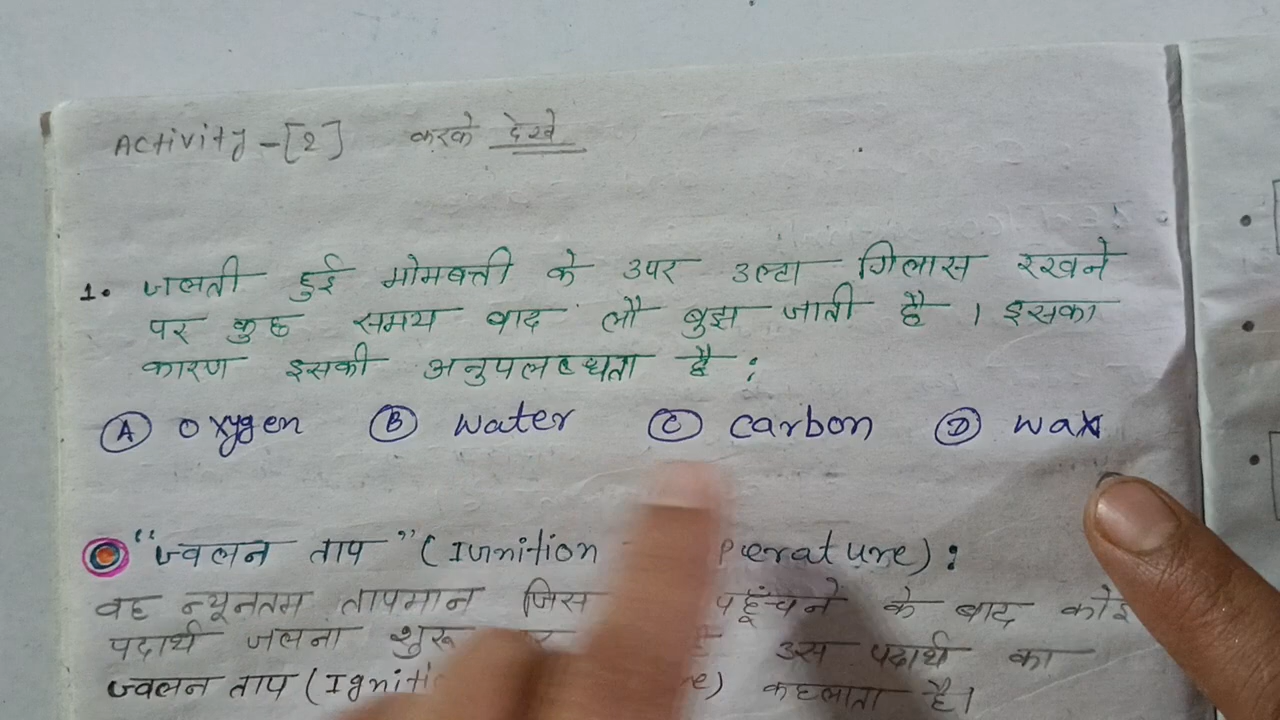 Activity-[2] करके देखे
1. जलती हुई मोमबत्ती के उपर उल्टा गिलास रखने
पर कुछ समय बाद लौ बुझ जाती है । इसका
कारण इसकी अनुपलब्धता है :
Ⓐ oxygen Ⓑ water Ⓒ carbon Ⓓ wax
"ज्वलन ताप" (Ignition perature) :
वह न्यूनतम तापमान जिस पहूँचने के बाद कोई
पदार्थ जलना शुरू उस पदार्थ का
ज्वलन ताप (Igniti e) कहलाता है।